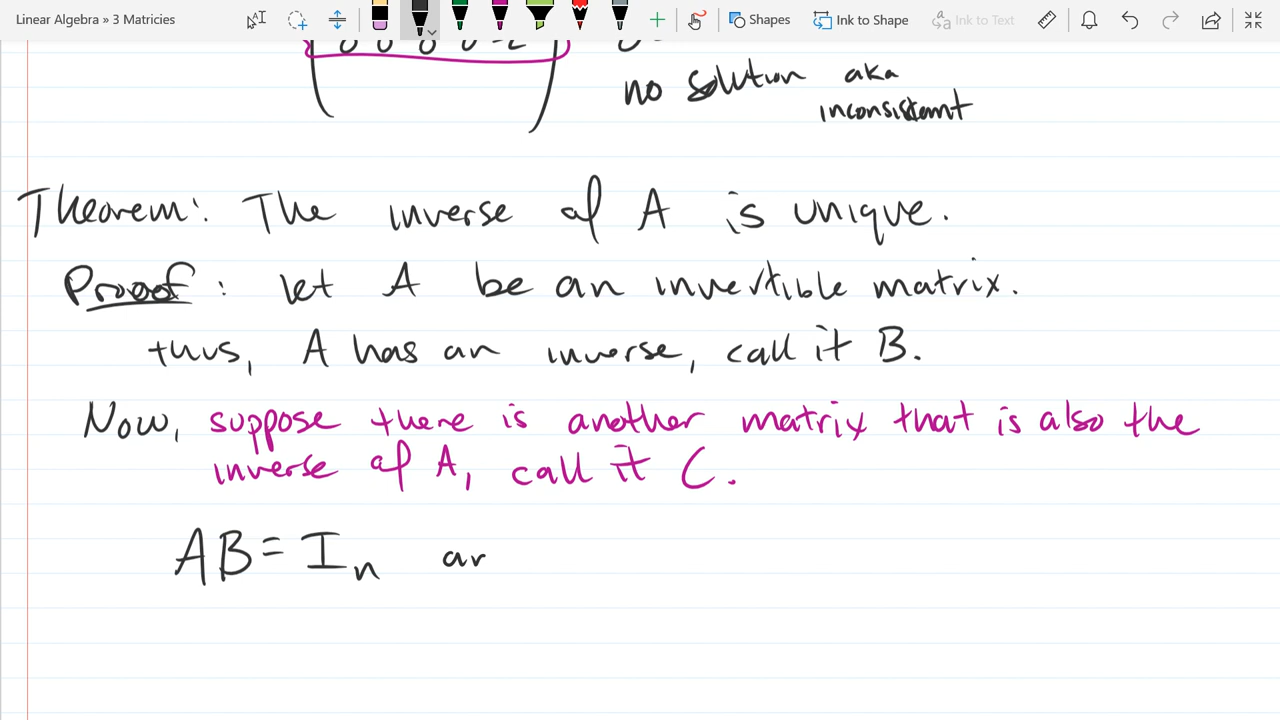 Linear Algebra » 3 Matricies
Shapes
Ink to Shape
Ink to Text
no solution aka
inconsistant
Theorem: The inverse of A is unique.
Proof: let A be an invertible matrix.
thus, A has an inverse, call it B.
Now, suppose there is another matrix that is also the
inverse of A, call it C.
AB = Iₙ an